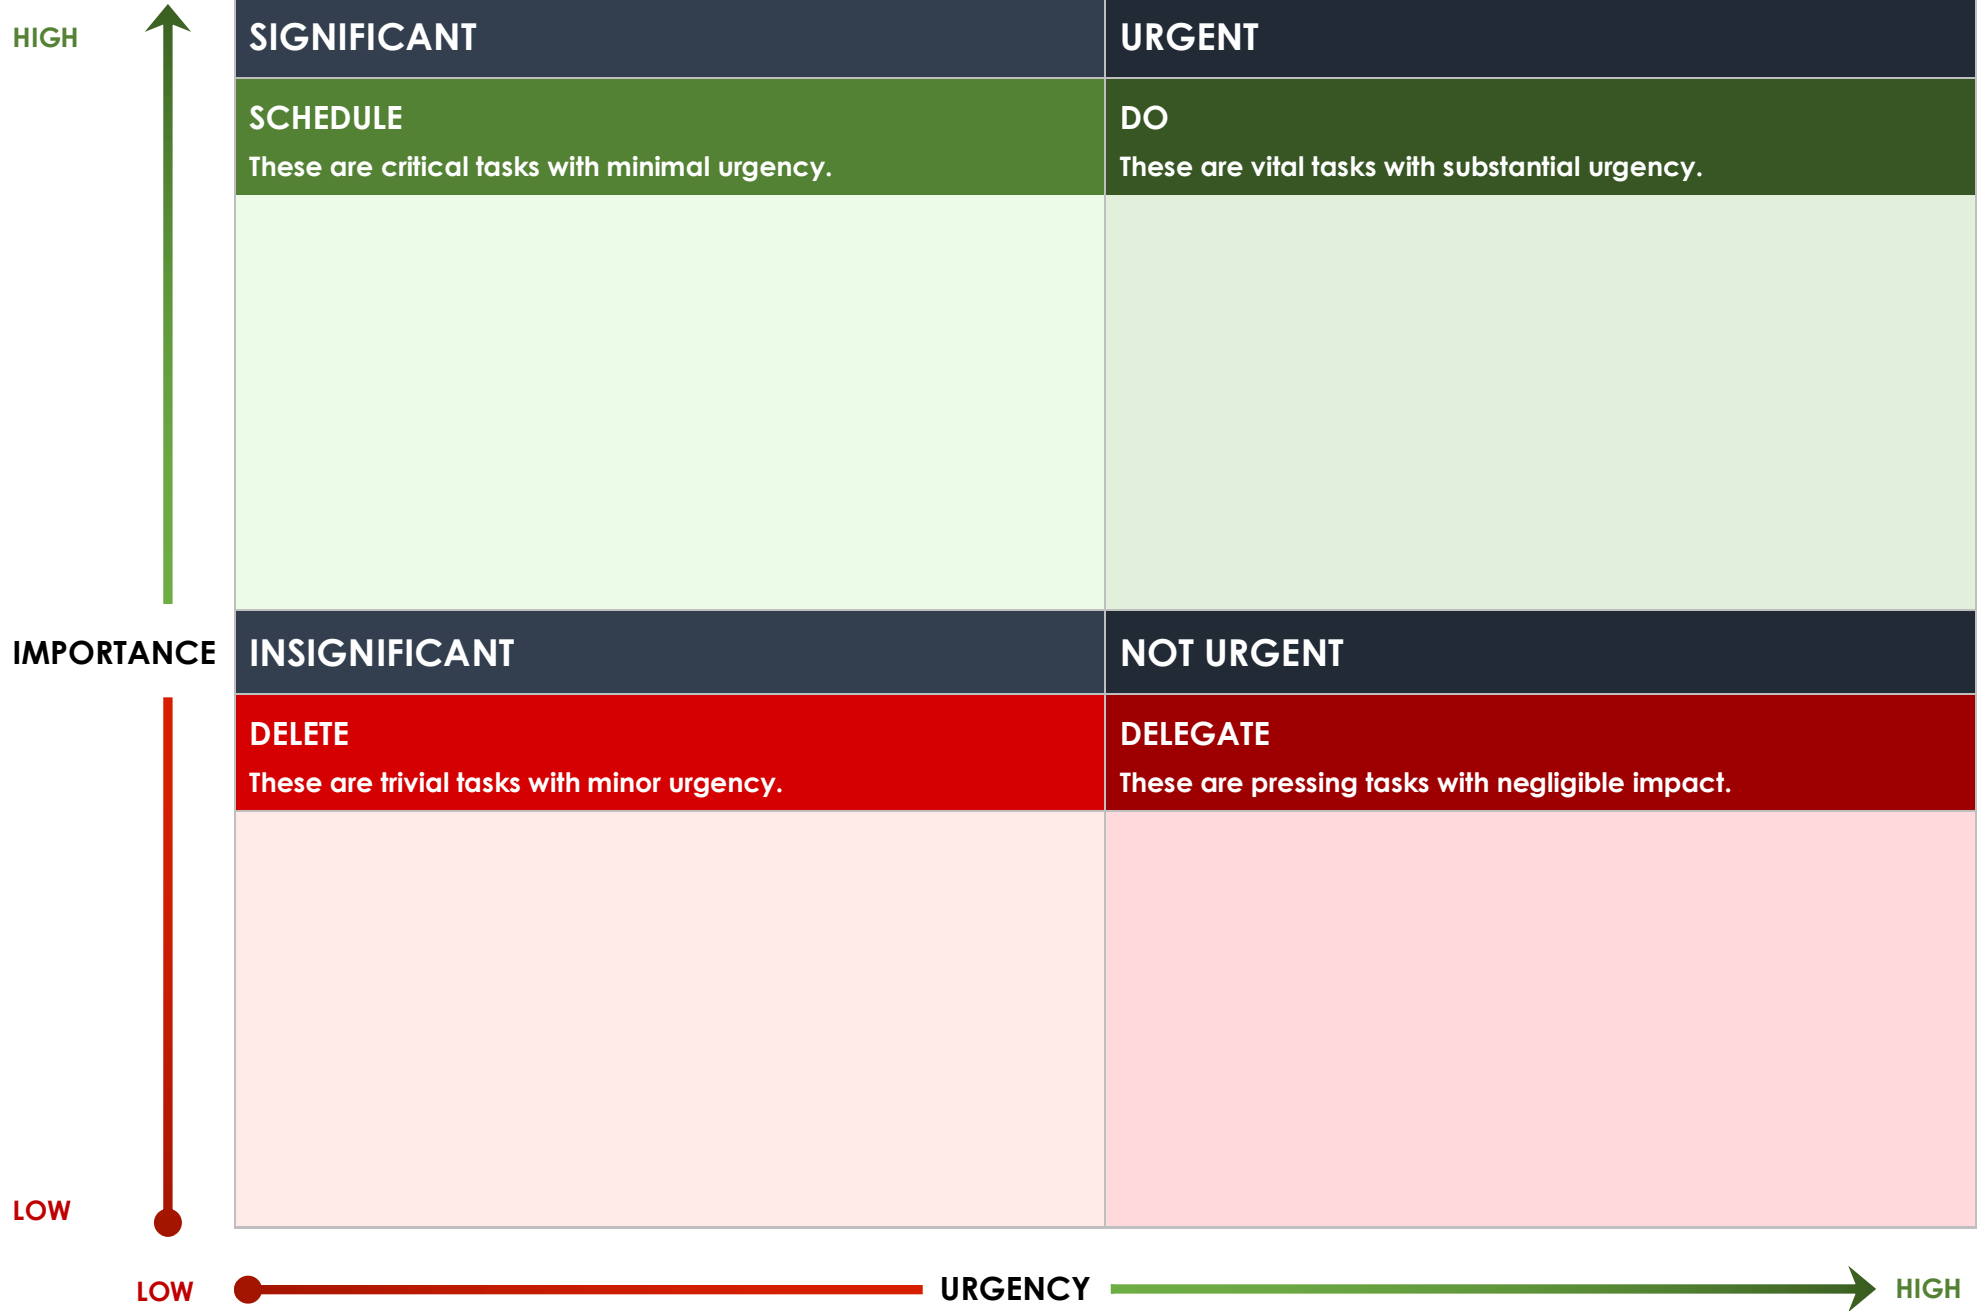 HIGH
SIGNIFICANT
URGENT
SCHEDULE
These are critical tasks with minimal urgency.
DO
These are vital tasks with substantial urgency.
IMPORTANCE
INSIGNIFICANT
NOT URGENT
DELETE
These are trivial tasks with minor urgency.
DELEGATE
These are pressing tasks with negligible impact.
LOW
LOW
URGENCY
HIGH